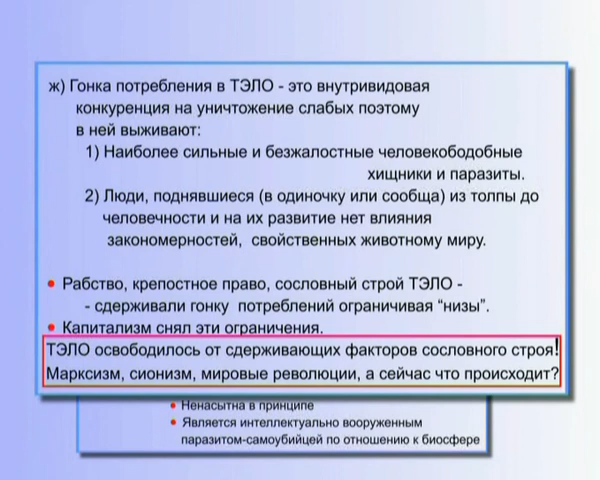 ж) Гонка потребления в ТЭЛО - это внутривидовая
конкуренция на уничтожение слабых поэтому
в ней выживают:
1) Наиболее сильные и безжалостные человекободобные
хищники и паразиты.
2) Люди, поднявшиеся (в одиночку или сообща) из толпы до
человечности и на их развитие нет влияния
закономерностей, свойственных животному миру.
• Рабство, крепостное право, сословный строй ТЭЛО -
- сдерживали гонку потреблений ограничивая “низы”.
• Капитализм снял эти ограничения.
ТЭЛО освободилось от сдерживающих факторов сословного строя!
Марксизм, сионизм, мировые революции, а сейчас что происходит?
• Ненасытна в принципе
• Является интеллектуально вооруженным
паразитом-самоубийцей по отношению к биосфере